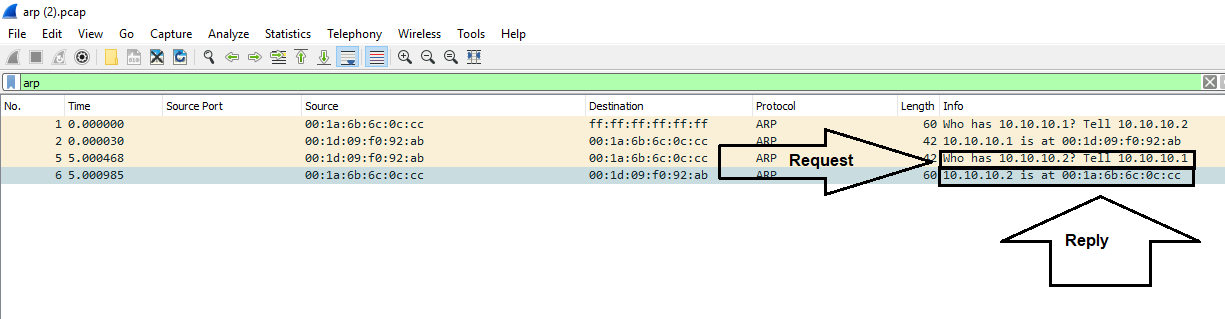 arp (2).pcap
File Edit View Go Capture Analyze Statistics Telephony Wireless Tools Help
arp
No. Time Source Port Source Destination Protocol Length Info
1 0.000000 00:1a:6b:6c:0c:cc ff:ff:ff:ff:ff:ff ARP 60 Who has 10.10.10.1? Tell 10.10.10.2
2 0.000030 00:1d:09:f0:92:ab 00:1a:6b:6c:0c:cc ARP 42 10.10.10.1 is at 00:1d:09:f0:92:ab
5 5.000468 00:1d:09:f0:92:ab 00:1a:6b:6c:0c:cc ARP 42 Who has 10.10.10.2? Tell 10.10.10.1
Request
6 5.000985 00:1a:6b:6c:0c:cc 00:1d:09:f0:92:ab ARP 60 10.10.10.2 is at 00:1a:6b:6c:0c:cc
Reply